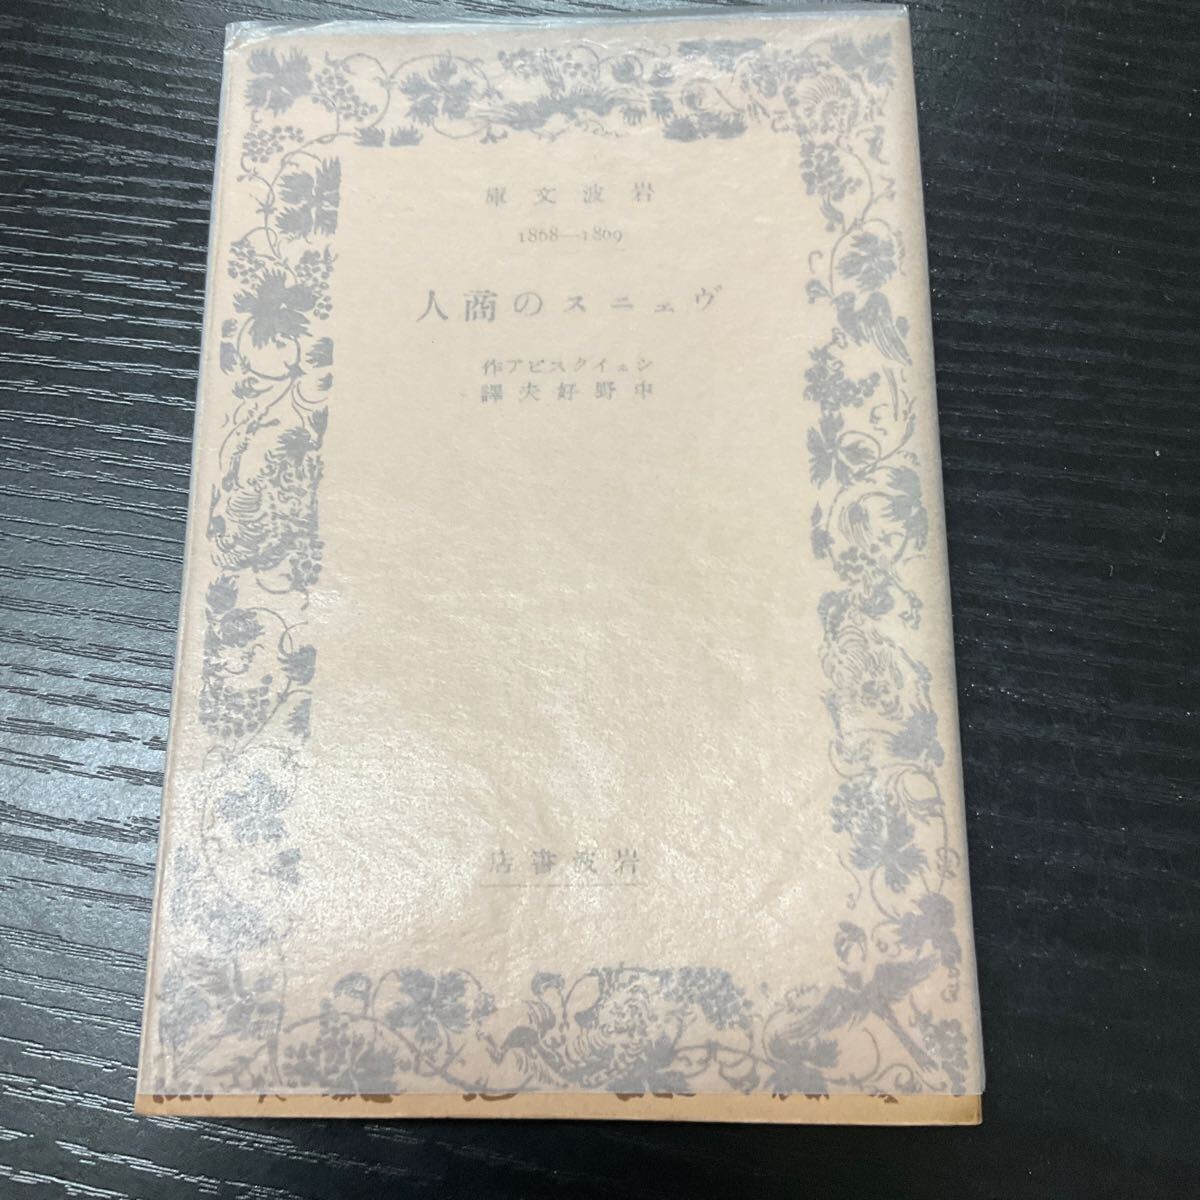 岩波文庫
1868—1869
ヴェニスの商人
シェイクスピア作
中野好夫譯
岩波書店